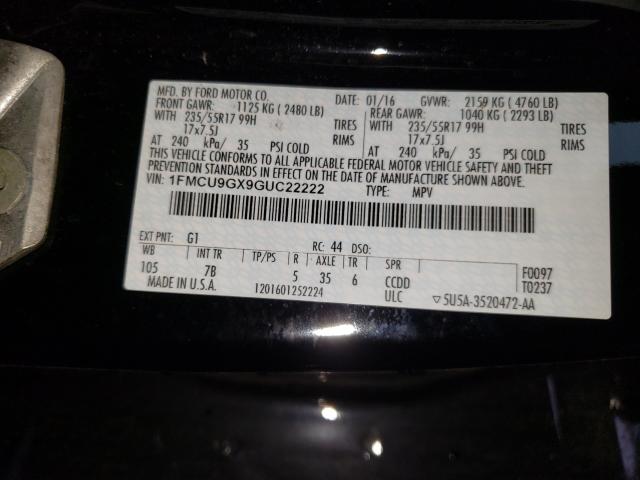 MFD. BY FORD MOTOR CO.
DATE: 01/16 GVWR: 2159 KG ( 4760 LB)
FRONT GAWR: 1125 KG ( 2480 LB) REAR GAWR: 1040 KG ( 2293 LB)
WITH 235/55R17 99H TIRES WITH 235/55R17 99H TIRES
17x7.5J RIMS 17x7.5J RIMS
AT 240 kPa/ 35 PSI COLD AT 240 kPa/ 35 PSI COLD
THIS VEHICLE CONFORMS TO ALL APPLICABLE FEDERAL MOTOR VEHICLE SAFETY AND THEFT
PREVENTION STANDARDS IN EFFECT ON THE DATE OF MANUFACTURE SHOWN ABOVE.
VIN: 1FMCU9GX9GUC22222
TYPE: MPV
EXT PNT: G1 RC: 44 DSO:
WB INT TR TP/PS R AXLE TR SPR
105 7B 5 35 6 CCDD
F0097
T0237
MADE IN U.S.A. 1201601252224 ULC ▽5U5A-3520472-AA